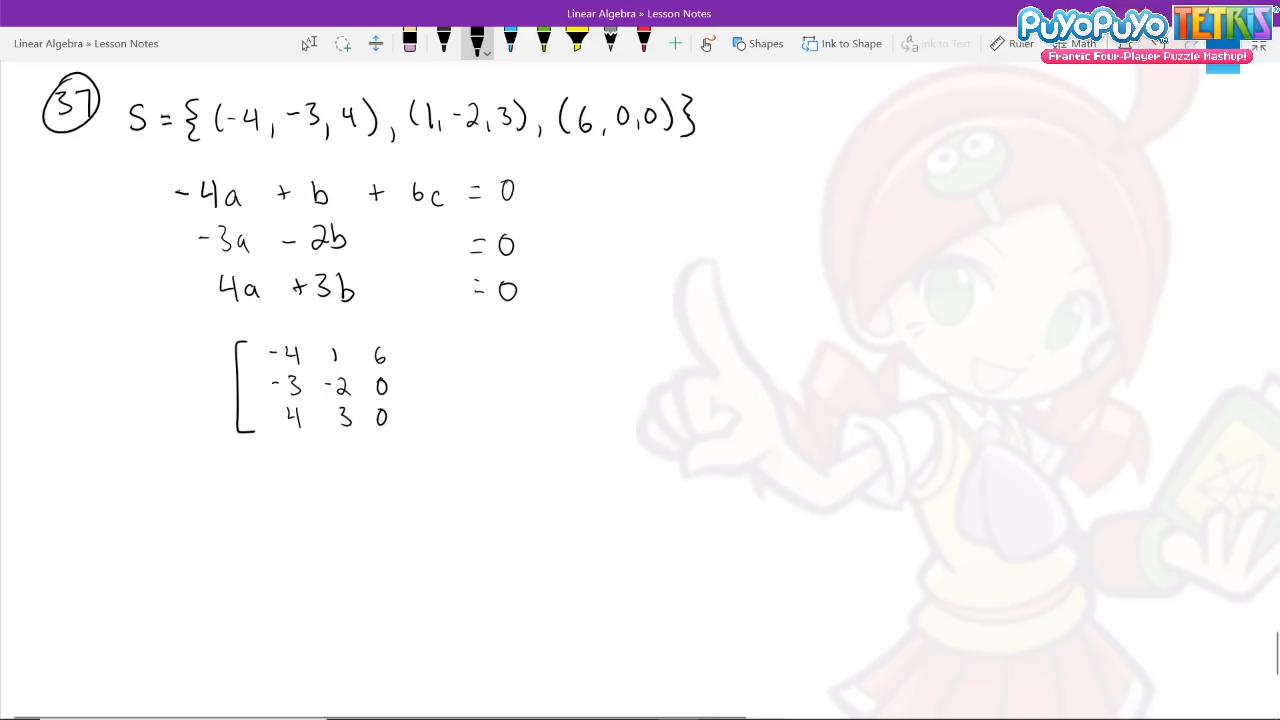 Linear Algebra » Lesson Notes
PUYOPUYO TETRIS
Frantic Four-Player Puzzle Mashup!
Linear Algebra » Lesson Notes
Shapes Ink to Shape Ink to Text Ruler Math
37 S = {(-4, -3, 4), (1, -2, 3), (6, 0, 0)}
-4a + b + 6c = 0
-3a - 2b = 0
4a + 3b = 0
[ -4 1 6
-3 -2 0
4 3 0